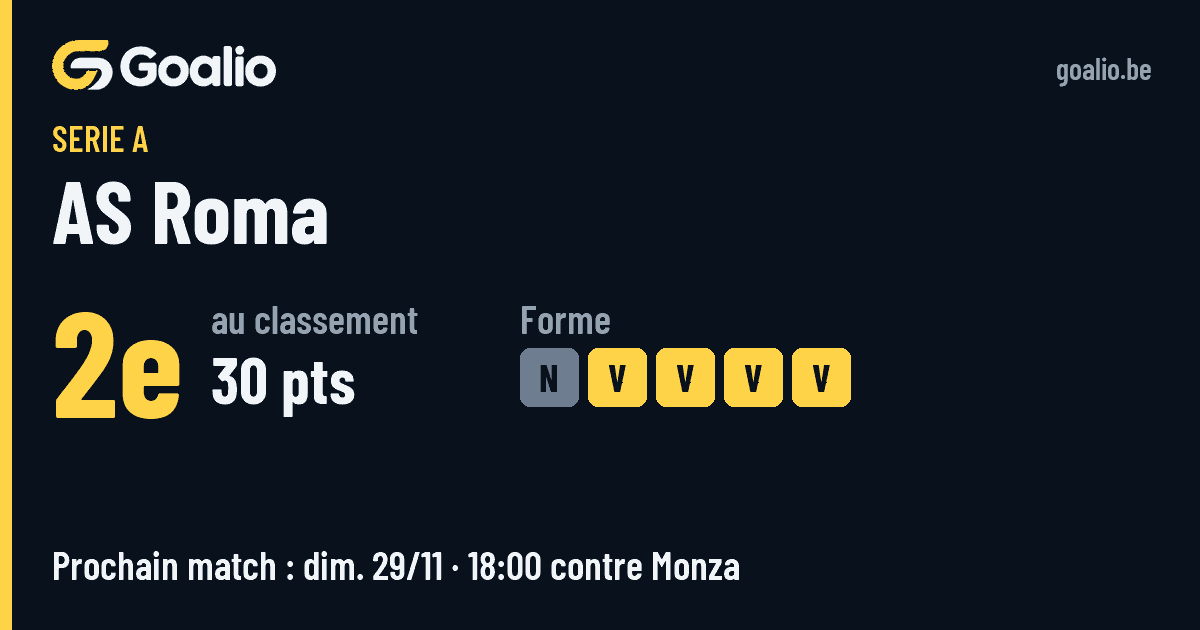 Goalio
goalio.be
SERIE A
AS Roma
2e
au classement
30 pts
Forme
N V V V V
Prochain match : dim. 29/11 · 18:00 contre Monza